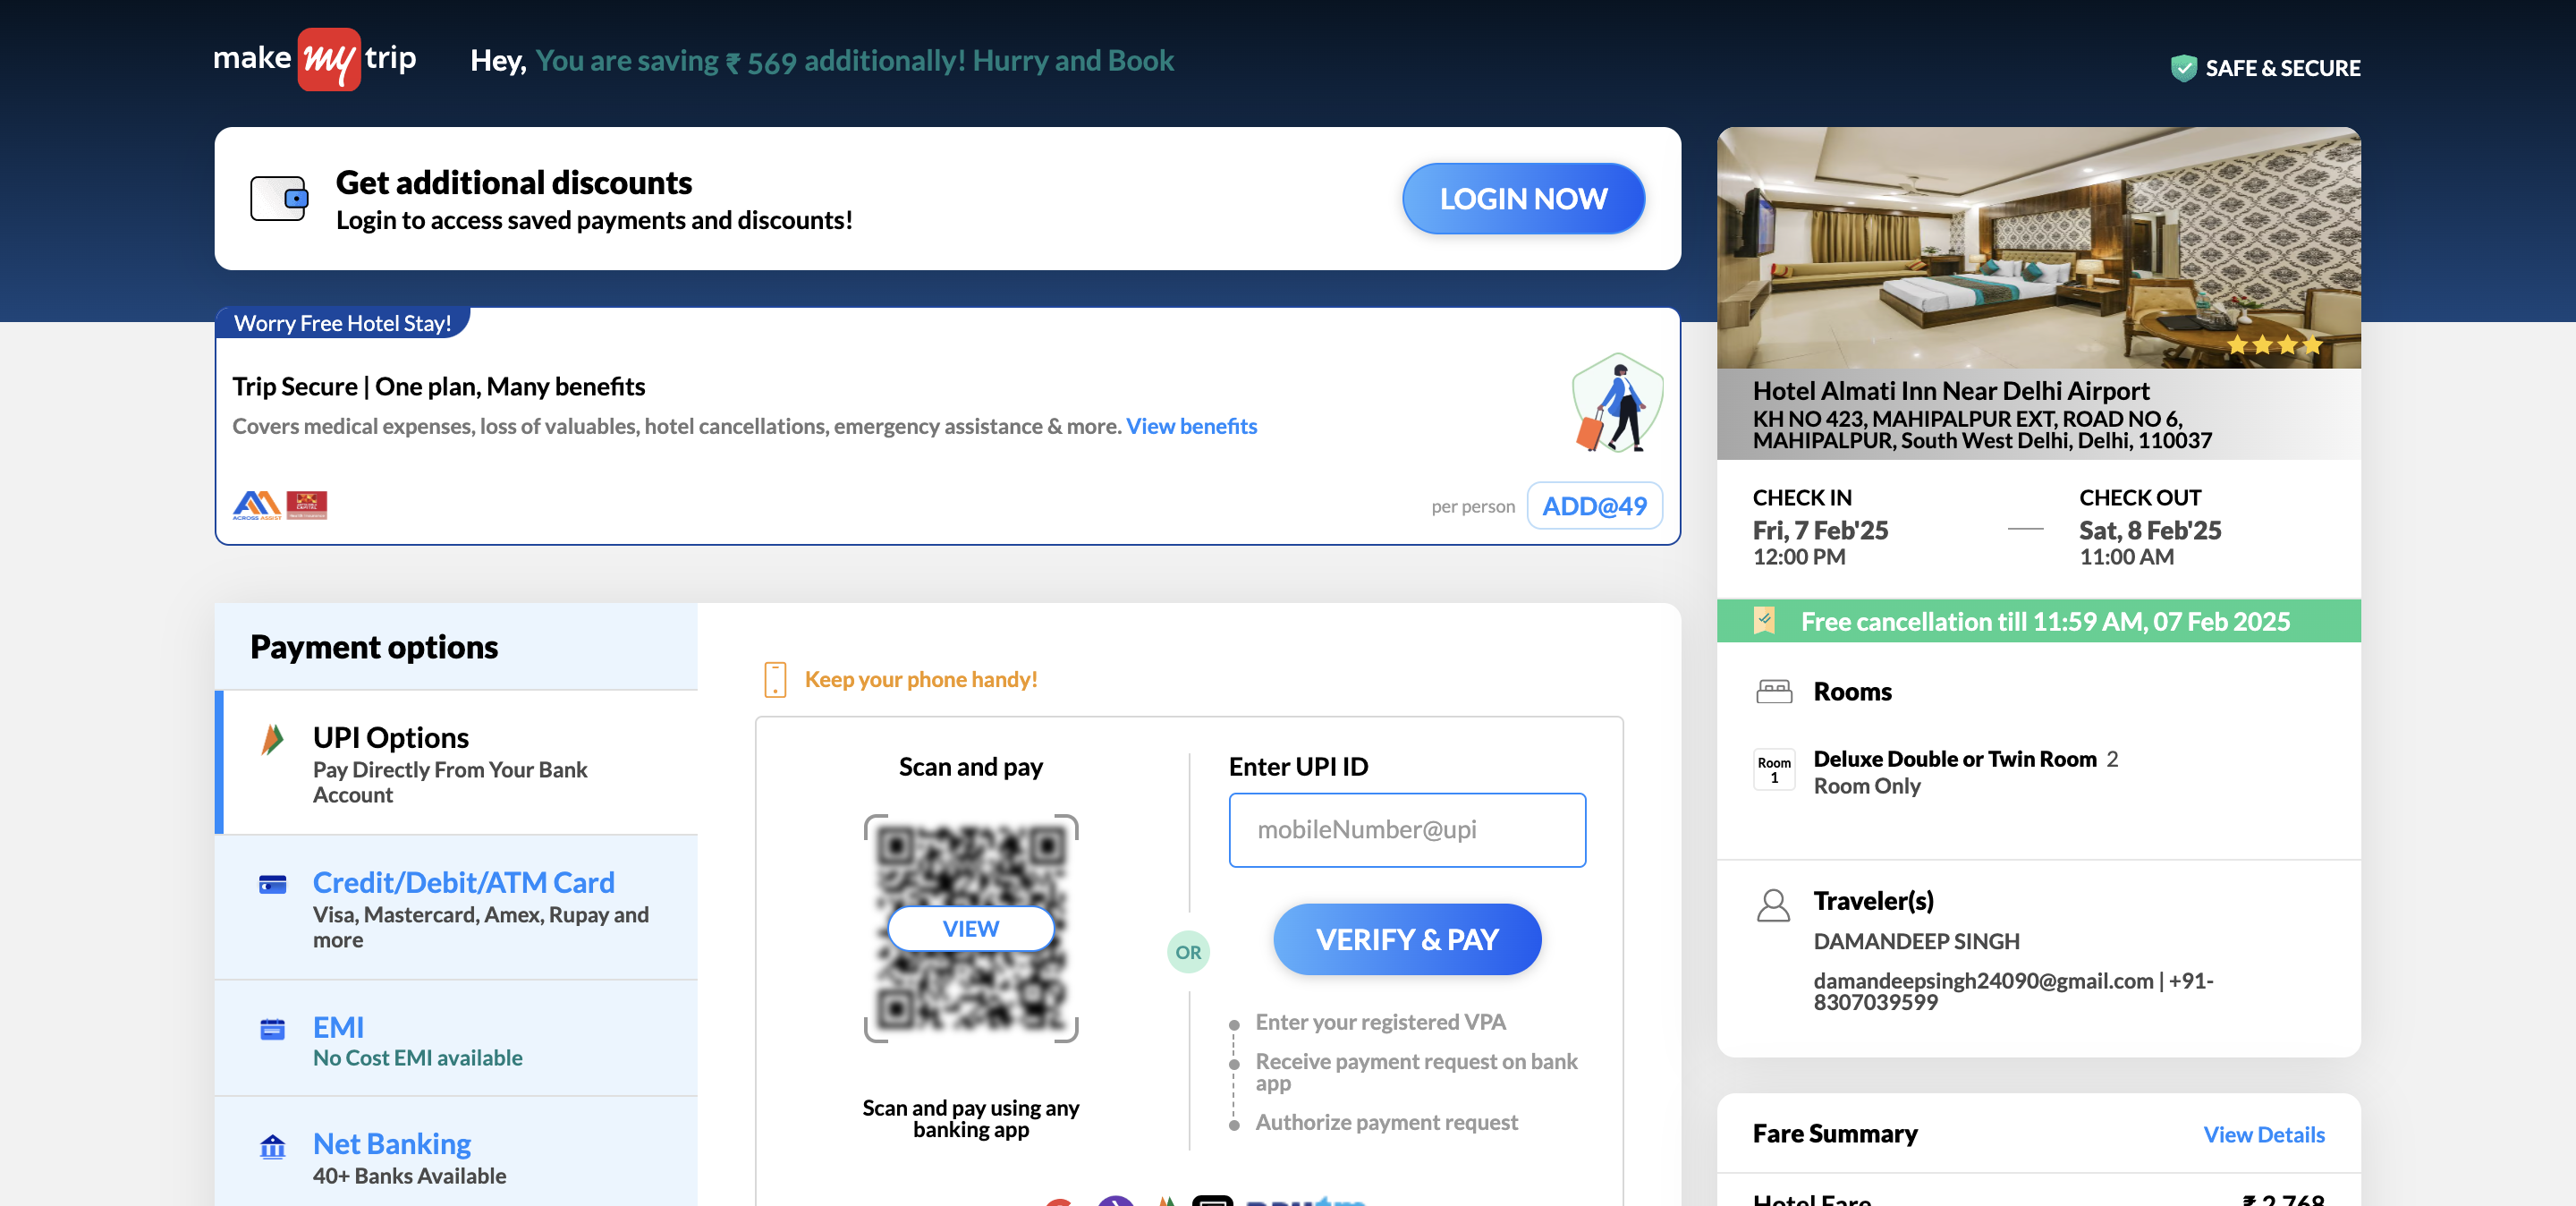 make my trip
Hey, You are saving ₹ 569 additionally! Hurry and Book
SAFE & SECURE
Get additional discounts
Login to access saved payments and discounts!
LOGIN NOW
Worry Free Hotel Stay!
Trip Secure | One plan, Many benefits
Covers medical expenses, loss of valuables, hotel cancellations, emergency assistance & more. View benefits
ACROSS ASSIST
per person
ADD@49
Payment options
UPI Options
Pay Directly From Your Bank
Account
Credit/Debit/ATM Card
Visa, Mastercard, Amex, Rupay and
more
EMI
No Cost EMI available
Net Banking
40+ Banks Available
Keep your phone handy!
Scan and pay
VIEW
Scan and pay using any
banking app
OR
Enter UPI ID
mobileNumber@upi
VERIFY & PAY
Enter your registered VPA
Receive payment request on bank
app
Authorize payment request
Hotel Almati Inn Near Delhi Airport
KH NO 423, MAHIPALPUR EXT, ROAD NO 6,
MAHIPALPUR, South West Delhi, Delhi, 110037
CHECK IN
Fri, 7 Feb'25
12:00 PM
CHECK OUT
Sat, 8 Feb'25
11:00 AM
Free cancellation till 11:59 AM, 07 Feb 2025
Rooms
Room
1
Deluxe Double or Twin Room 2
Room Only
Traveler(s)
DAMANDEEP SINGH
damandeepsingh24090@gmail.com | +91-
8307039599
Fare Summary
View Details
Hotel Fare
₹ 2,768